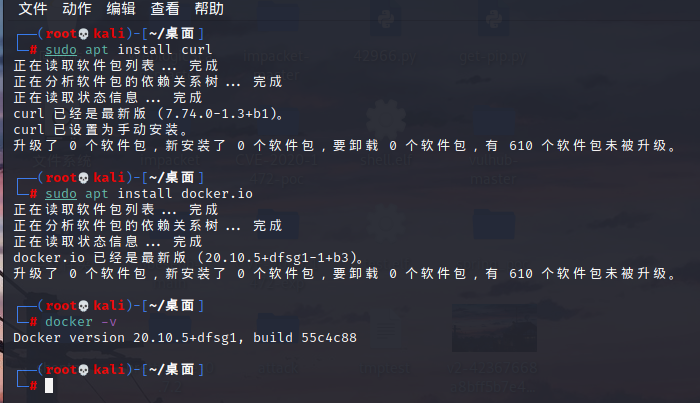 文件 动作 编辑 查看 帮助
┌──(root💀kali)-[~/桌面]
└─# sudo apt install curl
正在读取软件包列表... 完成
正在分析软件包的依赖关系树... 完成
正在读取状态信息... 完成
curl 已经是最新版 (7.74.0-1.3+b1)。
curl 已设置为手动安装。
升级了 0 个软件包，新安装了 0 个软件包，要卸载 0 个软件包，有 610 个软件包未被升级。
┌──(root💀kali)-[~/桌面]
└─# sudo apt install docker.io
正在读取软件包列表... 完成
正在分析软件包的依赖关系树... 完成
正在读取状态信息... 完成
docker.io 已经是最新版 (20.10.5+dfsg1-1+b3)。
升级了 0 个软件包，新安装了 0 个软件包，要卸载 0 个软件包，有 610 个软件包未被升级。
┌──(root💀kali)-[~/桌面]
└─# docker -v
Docker version 20.10.5+dfsg1, build 55c4c88
┌──(root💀kali)-[~/桌面]
└─#